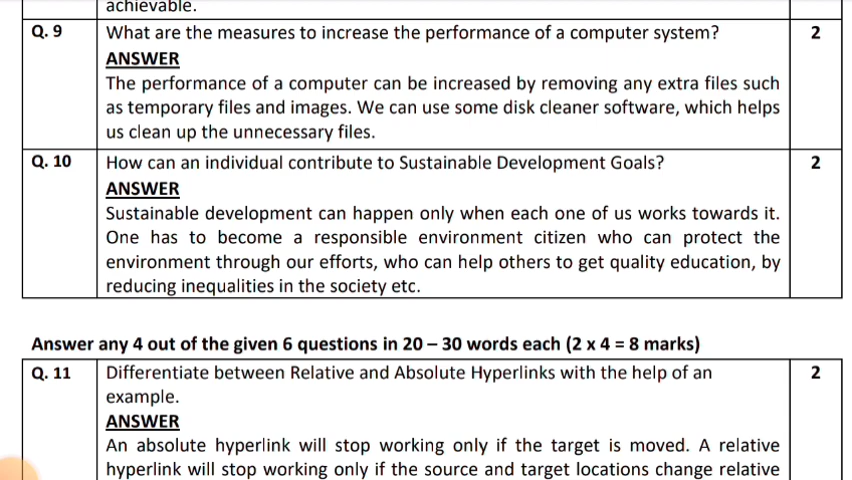 achievable.
Q. 9 What are the measures to increase the performance of a computer system? 2
ANSWER
The performance of a computer can be increased by removing any extra files such
as temporary files and images. We can use some disk cleaner software, which helps
us clean up the unnecessary files.
Q. 10 How can an individual contribute to Sustainable Development Goals? 2
ANSWER
Sustainable development can happen only when each one of us works towards it.
One has to become a responsible environment citizen who can protect the
environment through our efforts, who can help others to get quality education, by
reducing inequalities in the society etc.
Answer any 4 out of the given 6 questions in 20 – 30 words each (2 x 4 = 8 marks)
Q. 11 Differentiate between Relative and Absolute Hyperlinks with the help of an 2
example.
ANSWER
An absolute hyperlink will stop working only if the target is moved. A relative
hyperlink will stop working only if the source and target locations change relative